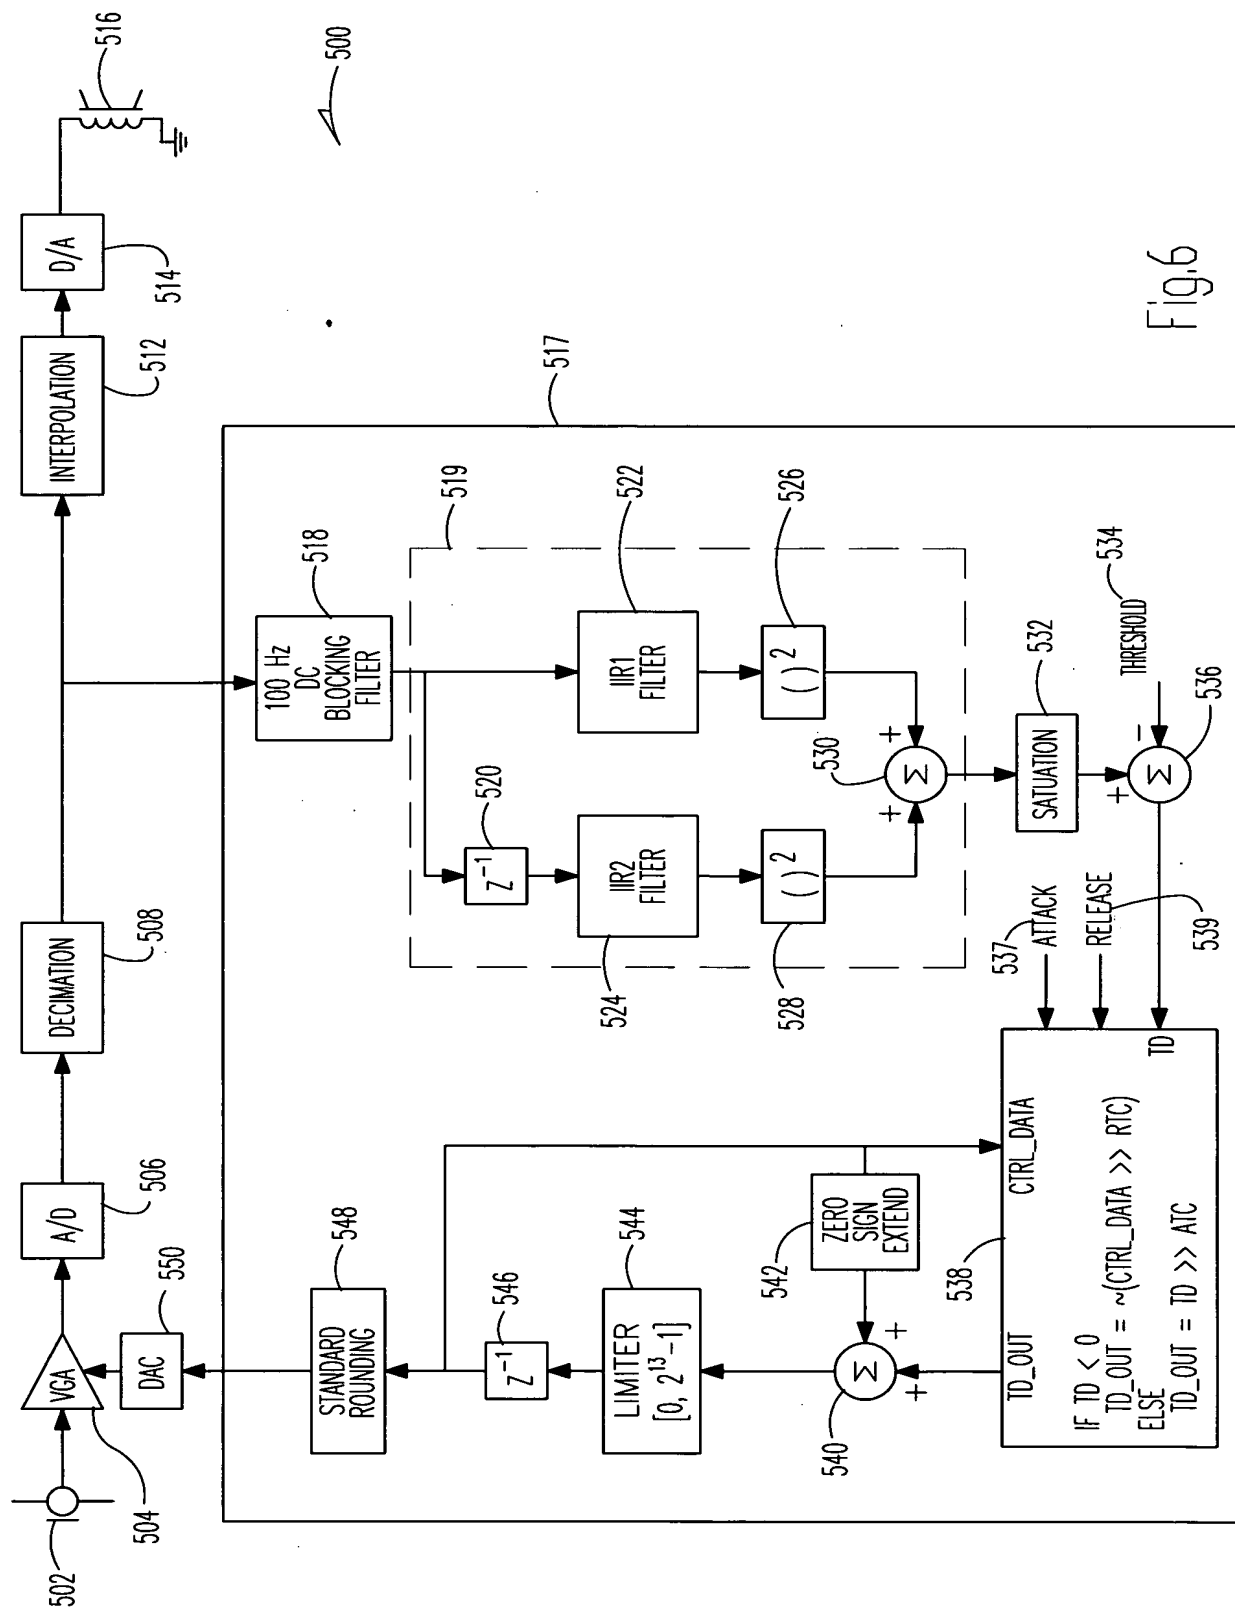 500
502
504
VGA
A/D
506
DECIMATION
508
INTERPOLATION
512
D/A
514
516
DAC
550
517
100 Hz
DC
BLOCKING
FILTER
518
519
Z⁻¹
520
IIR1
FILTER
522
IIR2
FILTER
524
( )²
526
( )²
528
Σ
+
+
530
SATUATION
532
THRESHOLD
534
Σ
+
-
536
ATTACK
537
RELEASE
539
STANDARD
ROUNDING
548
Z⁻¹
546
LIMITER
[0, 2¹³-1]
544
ZERO
SIGN
EXTEND
542
Σ
+
+
540
TD_OUT
CTRL_DATA
TD
538
IF TD < 0
TD_OUT = ~(CTRL_DATA >> RTC)
ELSE
TD_OUT = TD >> ATC
Fig.6